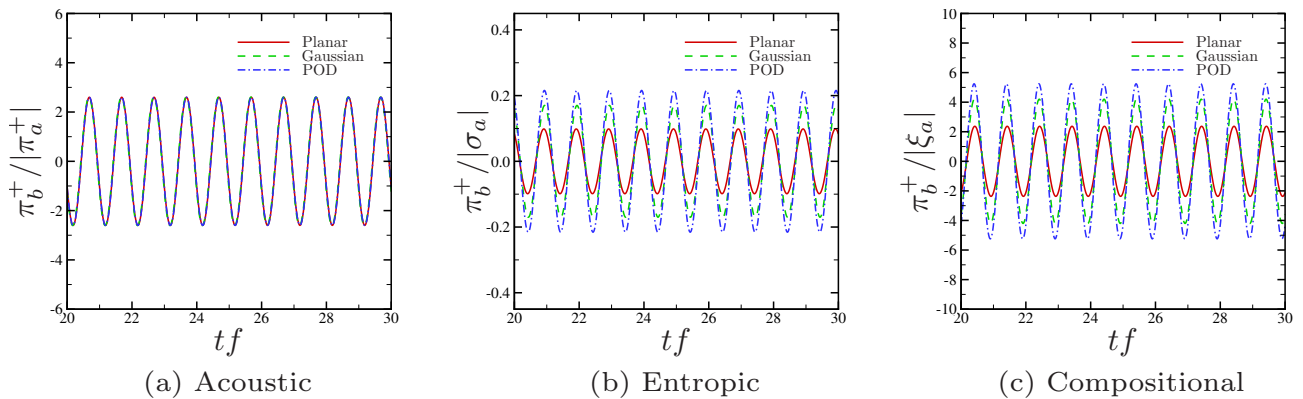 6
4
2
0
-2
-4
-6
20 22 24 26 28 30
π_b^+/|π_a^+|
tf
Planar
Gaussian
POD
(a) Acoustic
0.4
0.2
0.0
-0.2
-0.4
20 22 24 26 28 30
π_b^+/|σ_a|
tf
Planar
Gaussian
POD
(b) Entropic
10
8
6
4
2
0
-2
-4
-6
-8
-10
20 22 24 26 28 30
π_b^+/|ξ_a|
tf
Planar
Gaussian
POD
(c) Compositional